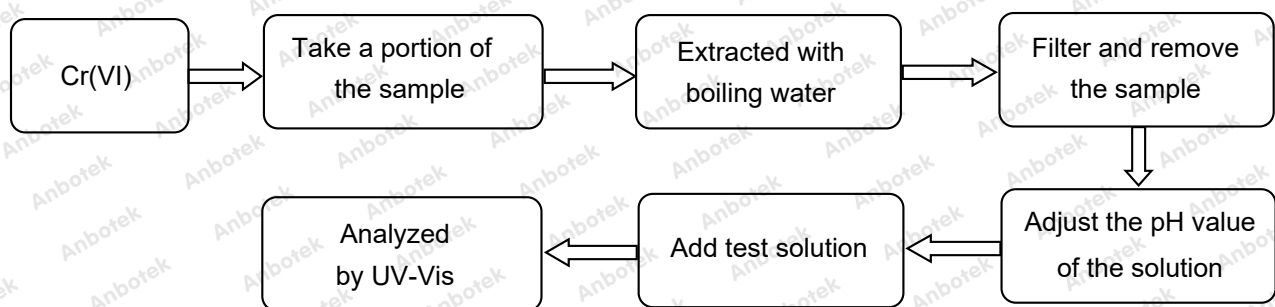 Cr(VI)
Take a portion of
the sample
Extracted with
boiling water
Filter and remove
the sample
Adjust the pH value
of the solution
Add test solution
Analyzed
by UV-Vis
Anbotek